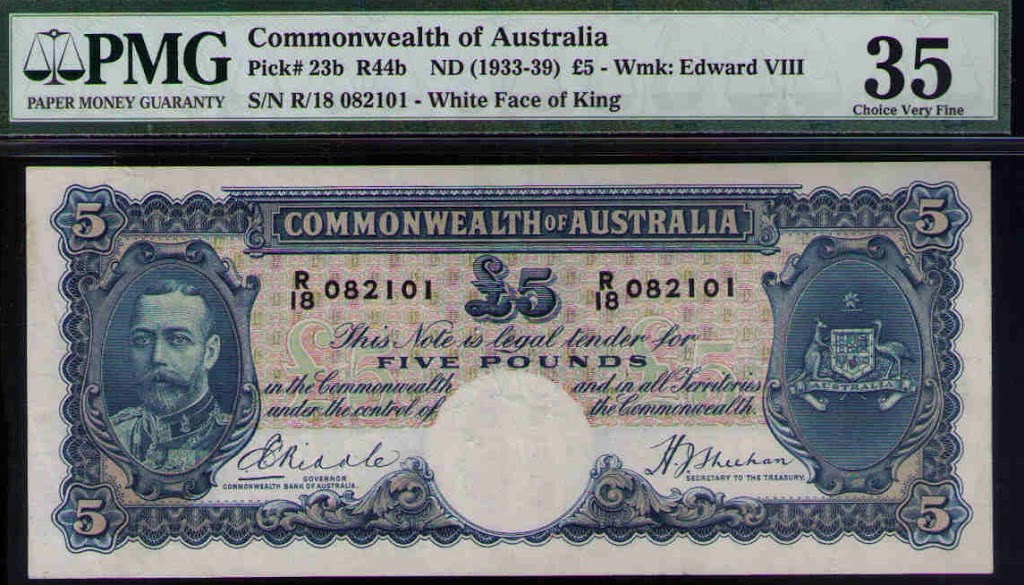 PMG
PAPER MONEY GUARANTY
Commonwealth of Australia
Pick# 23b R44b ND (1933-39) £5 - Wmk: Edward VIII
S/N R/18 082101 - White Face of King
35
Choice Very Fine
5 5
COMMONWEALTH OF AUSTRALIA
R/18 082101 £5 R/18 082101
This Note is legal tender for
FIVE POUNDS
in the Commonwealth and in all Territories
under the control of the Commonwealth.
AUSTRALIA
E C Riddle H J Sheehan
GOVERNOR SECRETARY TO THE TREASURY.
COMMONWEALTH BANK OF AUSTRALIA.
5 5